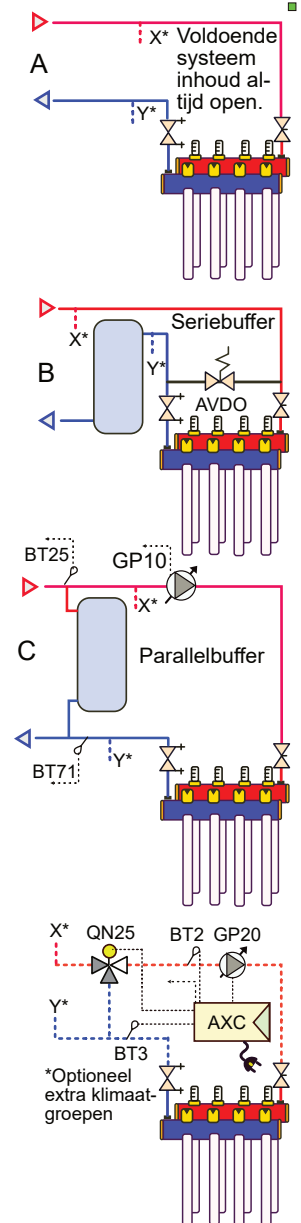 X*
Voldoende
systeem
inhoud al-
tijd open.
A
Y*
Seriebuffer
X*
Y*
B
AVDO
BT25
GP10
X*
C
Parallelbuffer
Y*
BT71
QN25
X*
BT2
GP20
Y*
AXC
BT3
*Optioneel
extra klimaat-
groepen